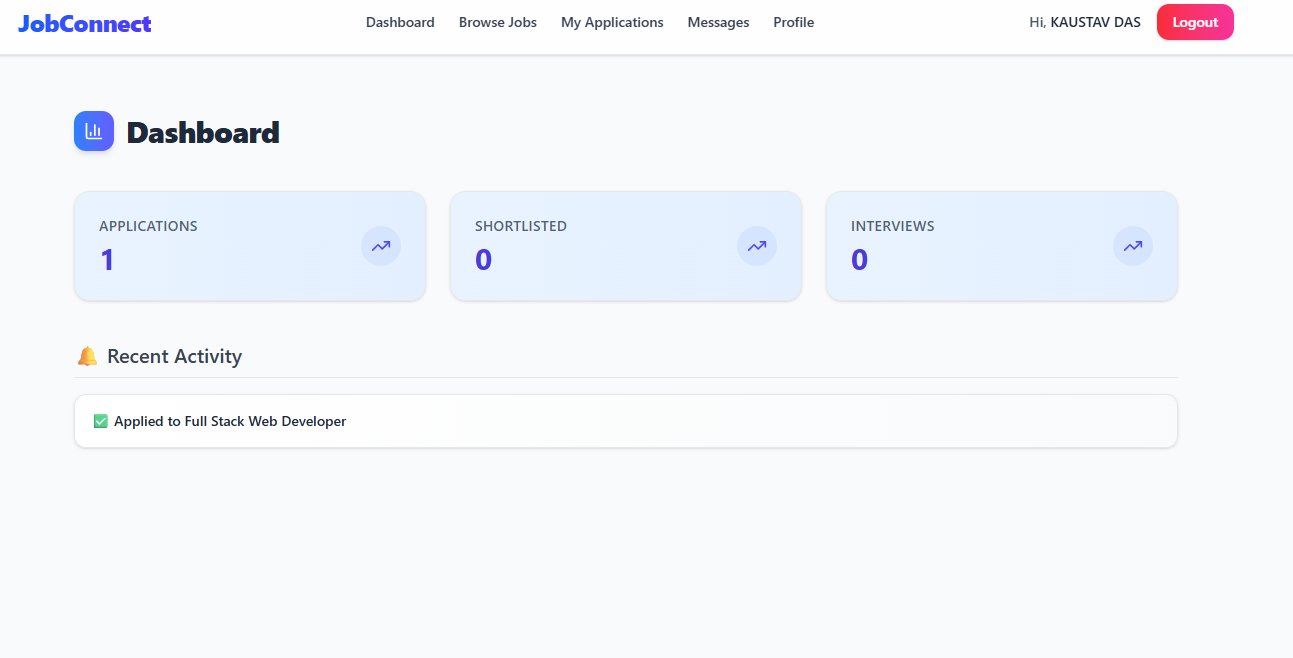 JobConnect Dashboard Browse Jobs My Applications Messages Profile Hi, KAUSTAV DAS Logout
Dashboard
APPLICATIONS SHORTLISTED INTERVIEWS
1 0 0
🔔 Recent Activity
✅ Applied to Full Stack Web Developer